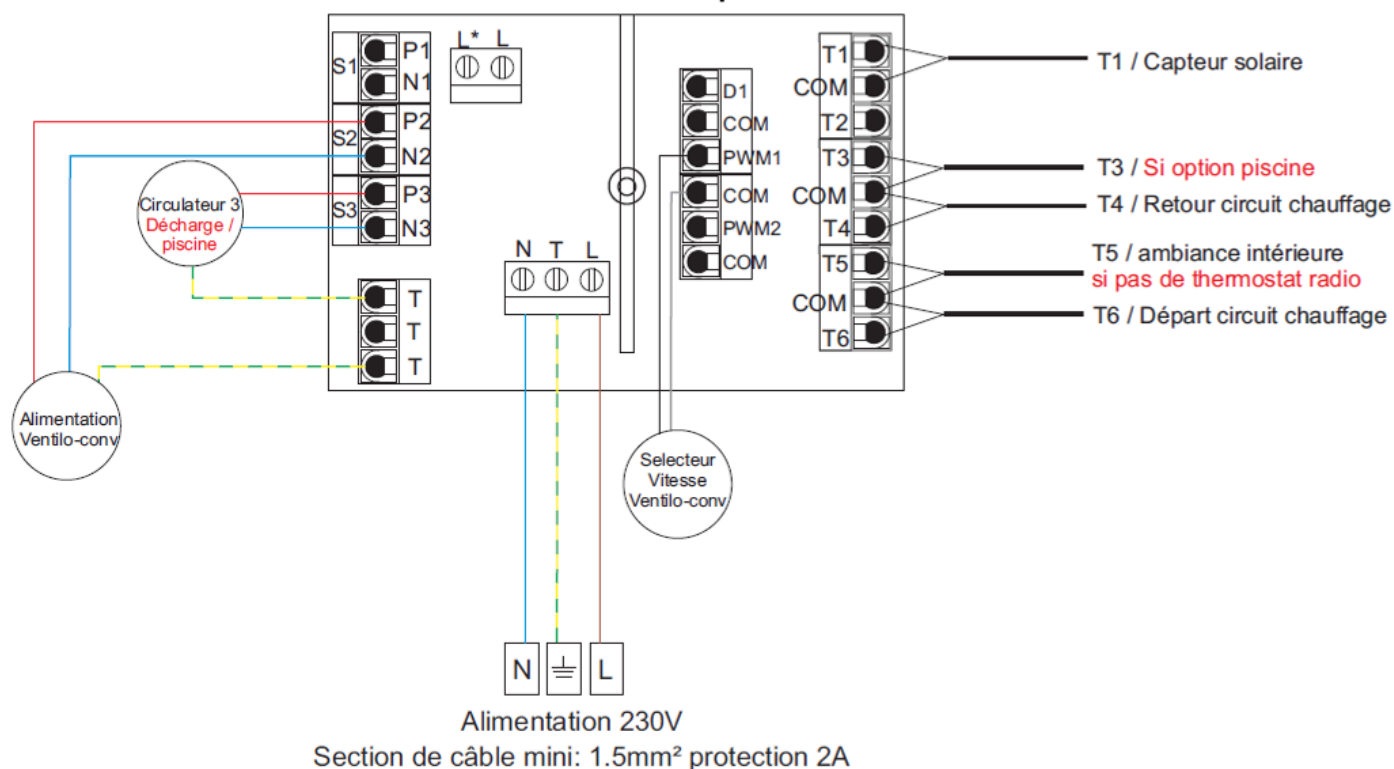 L* L
S1
P1
N1
S2
P2
N2
S3
P3
N3
T
T
T
Circulateur 3
Décharge /
piscine
Alimentation
Ventilo-conv
N T L
D1
COM
PWM1
COM
PWM2
COM
Selecteur
Vitesse
Ventilo-conv
T1
COM
T2
T3
COM
T4
T5
COM
T6
T1 / Capteur solaire
T3 / Si option piscine
T4 / Retour circuit chauffage
T5 / ambiance intérieure
si pas de thermostat radio
T6 / Départ circuit chauffage
N L
Alimentation 230V
Section de câble mini: 1.5mm² protection 2A